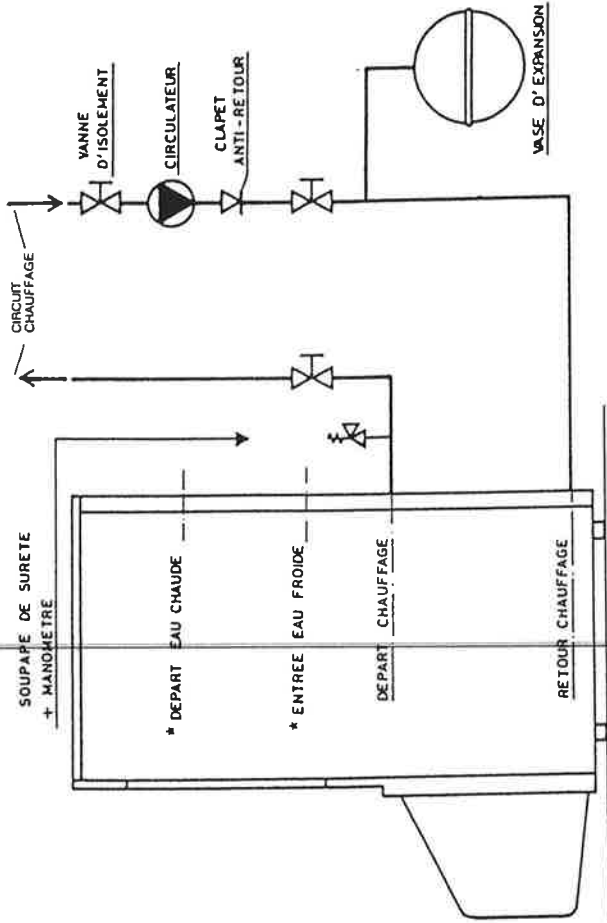 SOUPAPE DE SURETE
+ MANOMETRE
CIRCUIT
CHAUFFAGE
VANNE
D'ISOLEMENT
CIRCULATEUR
CLAPET
ANTI-RETOUR
VASE D'EXPANSION
* DEPART EAU CHAUDE
* ENTREE EAU FROIDE
DEPART CHAUFFAGE
RETOUR CHAUFFAGE